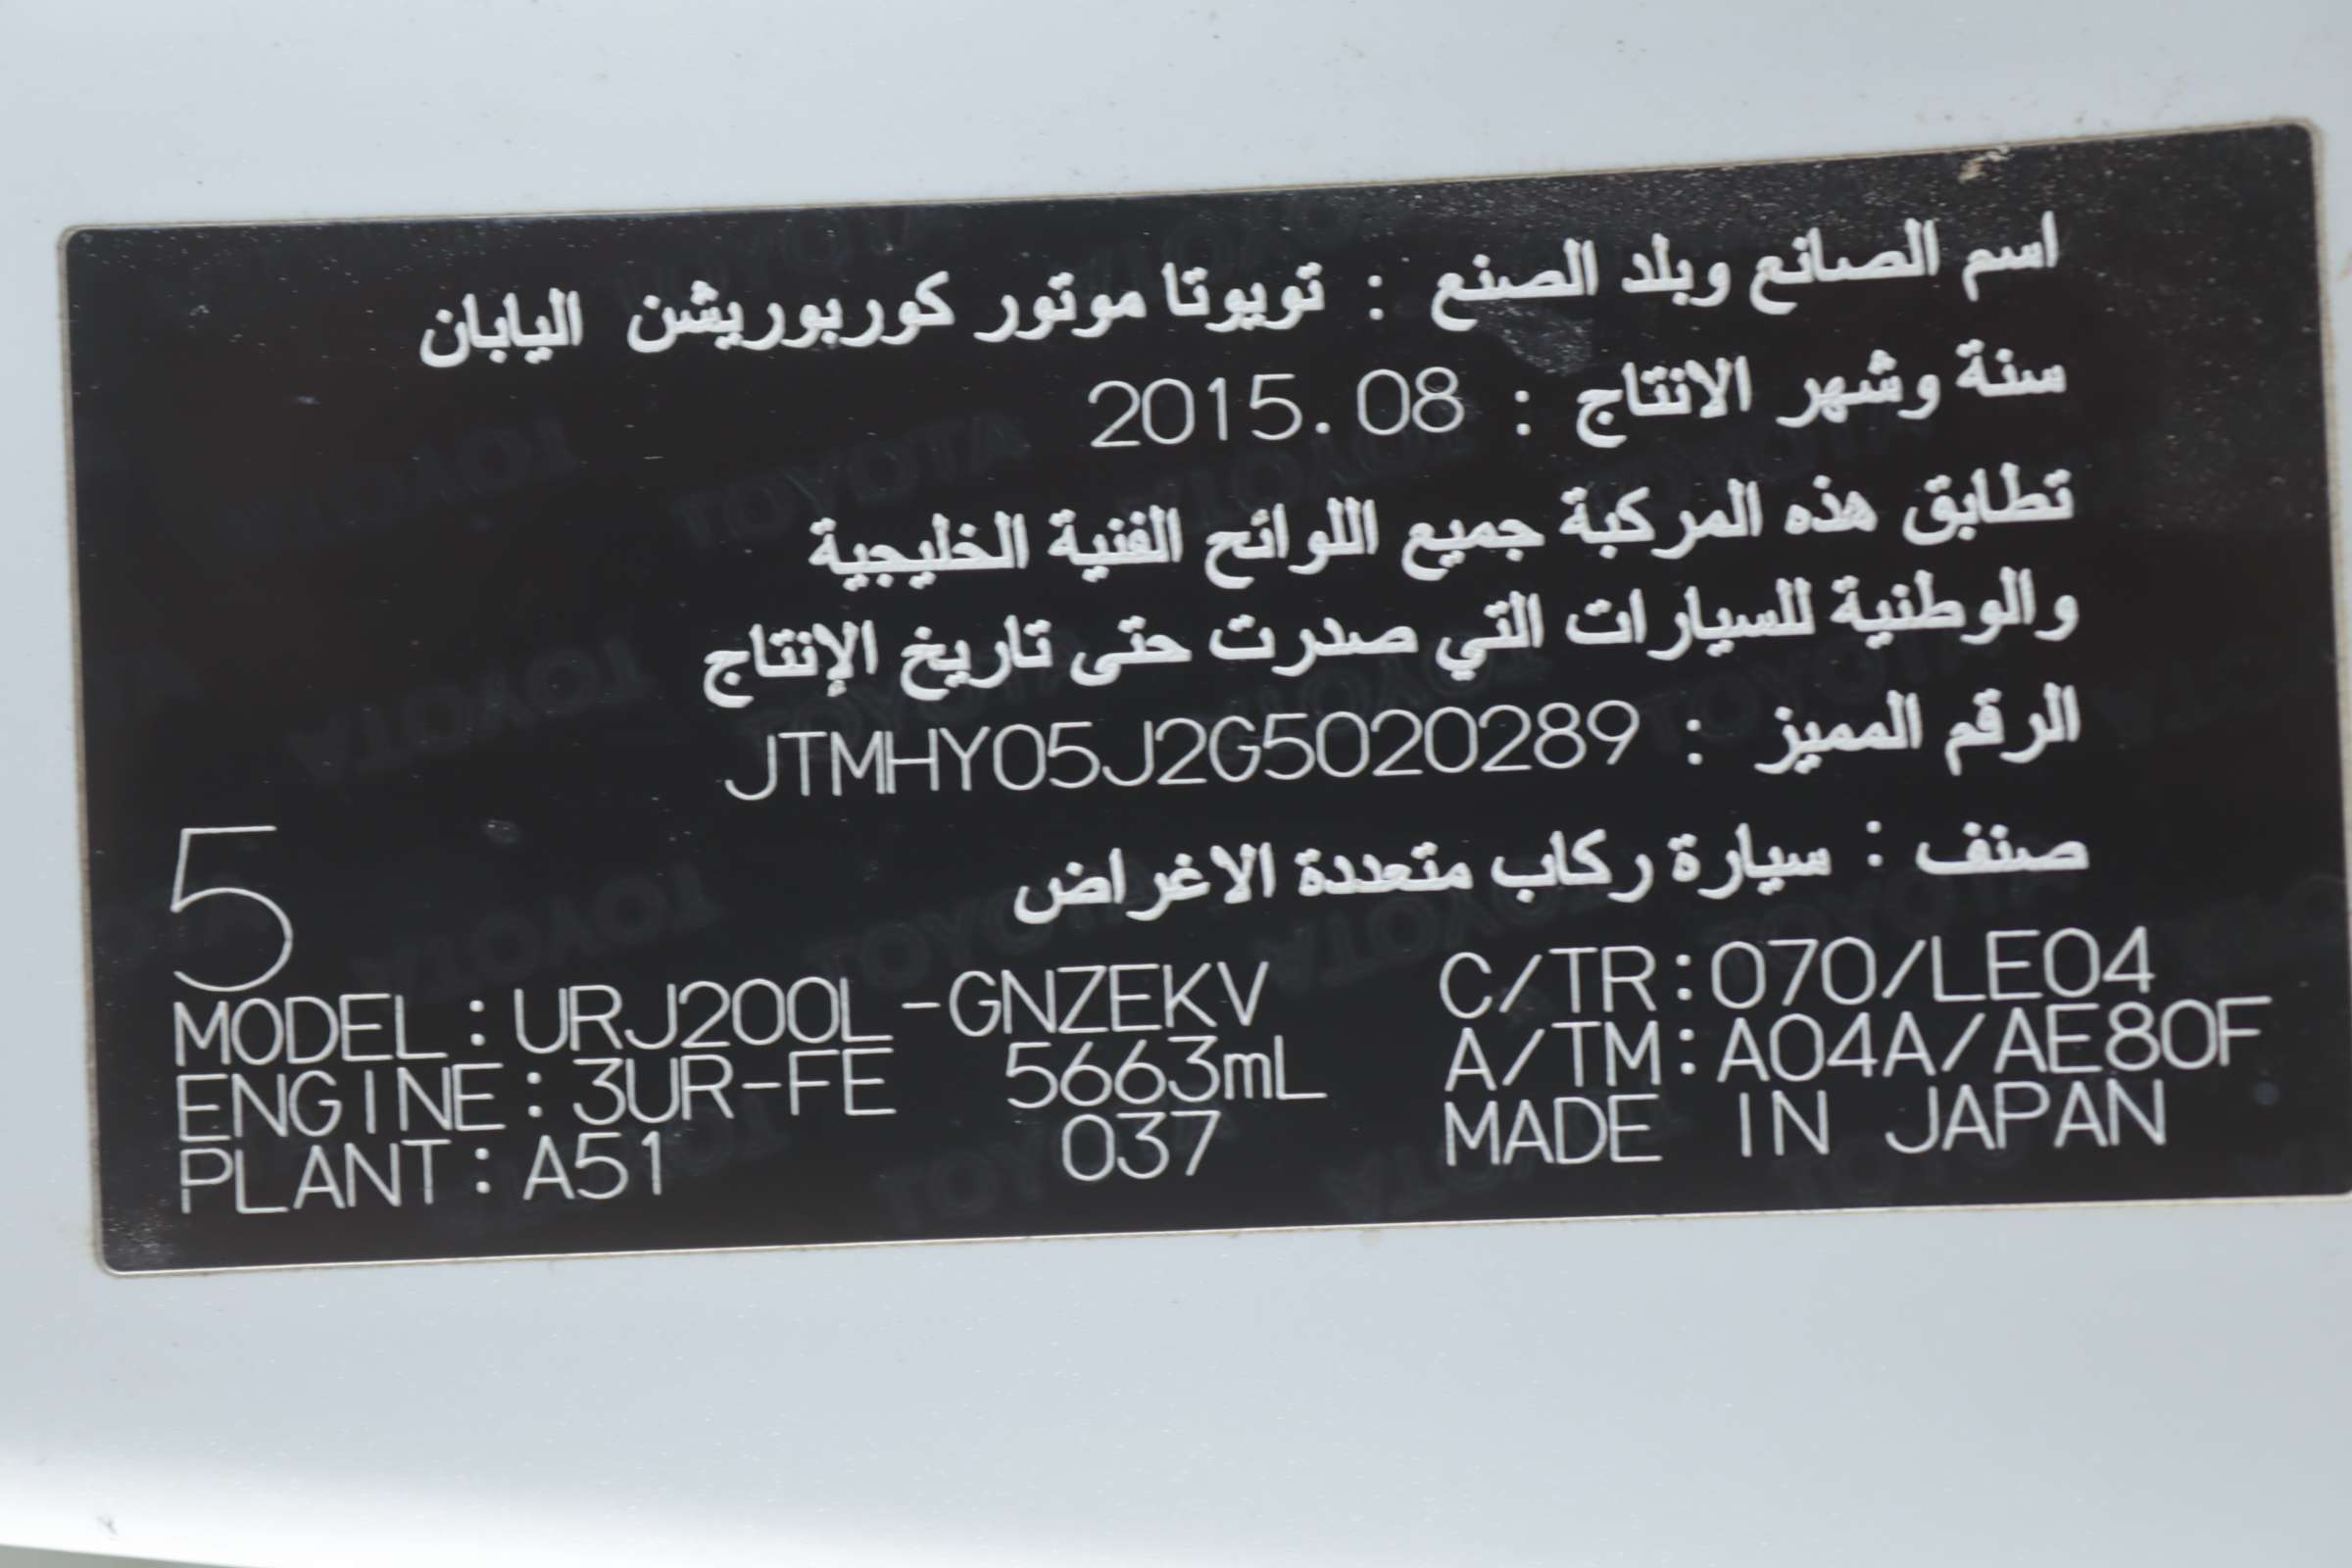 اسم الصانع وبلد الصنع : تويوتا موتور كوربوريشن اليابان
سنة وشهر الانتاج : 2015.08
تطابق هذه المركبة جميع اللوائح الفنية الخليجية
والوطنية للسيارات التي صدرت حتى تاريخ الإنتاج
الرقم المميز : JTMHY05J2G5020289
صنف : سيارة ركاب متعددة الاغراض
5
MODEL:URJ200L-GNZEKV C/TR:070/LE04
ENGINE:3UR-FE 5663mL A/TM:A04A/AE80F
PLANT:A51 037 MADE IN JAPAN